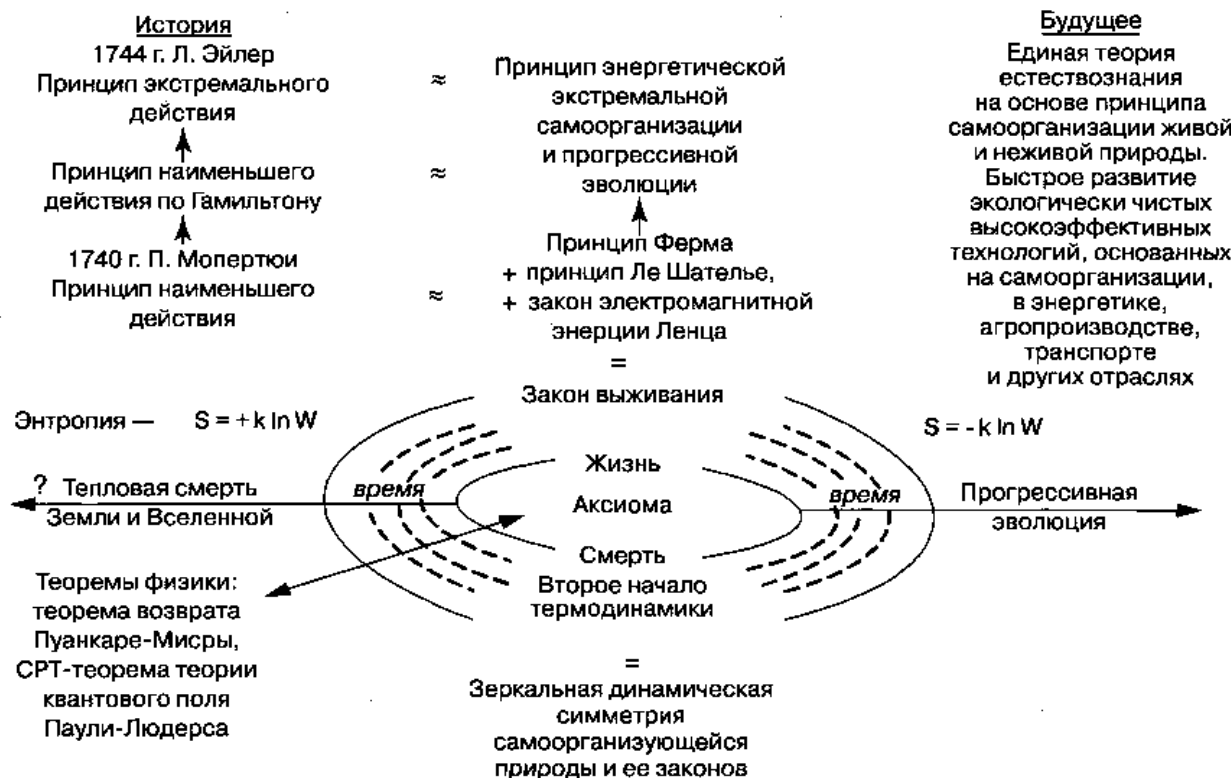 История
1744 г. Л. Эйлер
Принцип экстремального
действия
Принцип наименьшего
действия по Гамильтону
1740 г. П. Мопертюи
Принцип наименьшего
действия
≈
≈
≈
Принцип энергетической
экстремальной
самоорганизации
и прогрессивной
эволюции
Принцип Ферма
+ принцип Ле Шателье,
+ закон электромагнитной
энерции Ленца
=
Закон выживания
Будущее
Единая теория
естествознания
на основе принципа
самоорганизации живой
и неживой природы.
Быстрое развитие
экологически чистых
высокоэффективных
технологий, основанных
на самоорганизации,
в энергетике,
агропроизводстве,
транспорте
и других отраслях
Энтропия — S = +k ln W
S = -k ln W
? Тепловая смерть
Земли и Вселенной
время
Жизнь
Аксиома
Смерть
Второе начало
термодинамики
время
Прогрессивная
эволюция
Теоремы физики:
теорема возврата
Пуанкаре-Мисры,
СРТ-теорема теории
квантового поля
Паули-Людерса
=
Зеркальная динамическая
симметрия
самоорганизующейся
природы и ее законов